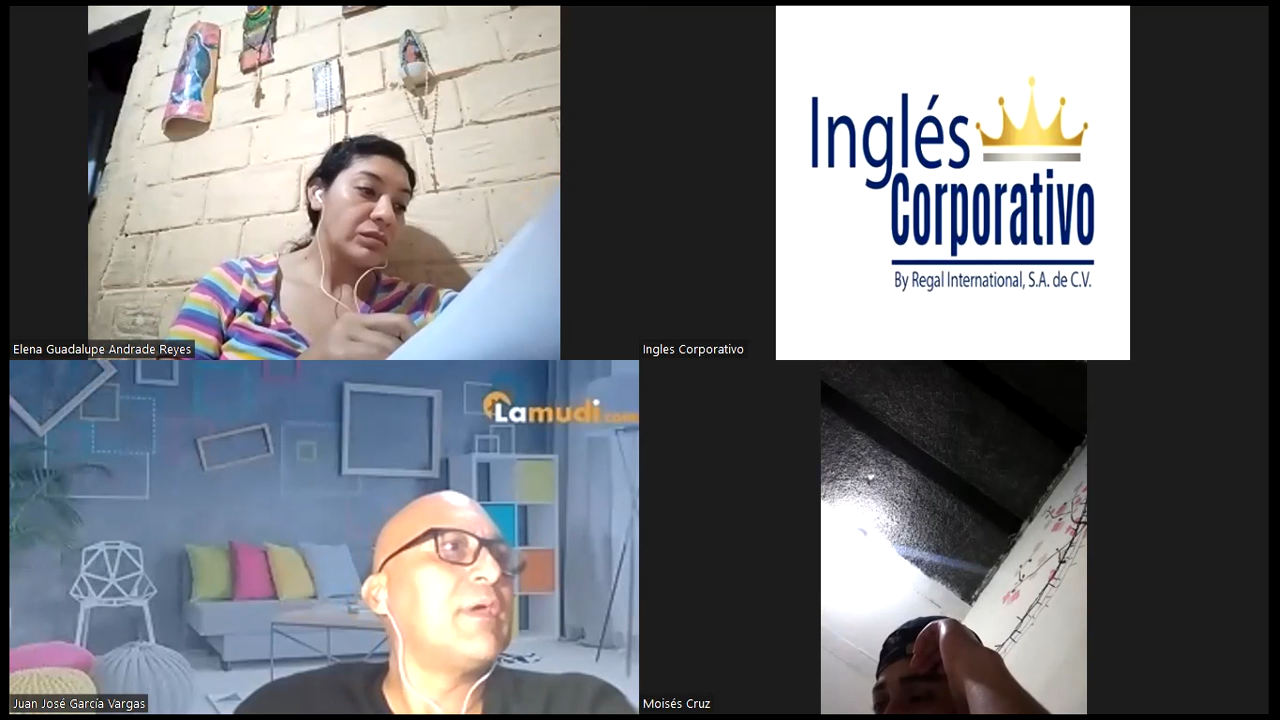 Inglés
Corporativo
By Regal International, S.A. de C.V.
Elena Guadalupe Andrade Reyes
Ingles Corporativo
Lamudi.com
Juan José García Vargas
Moisés Cruz